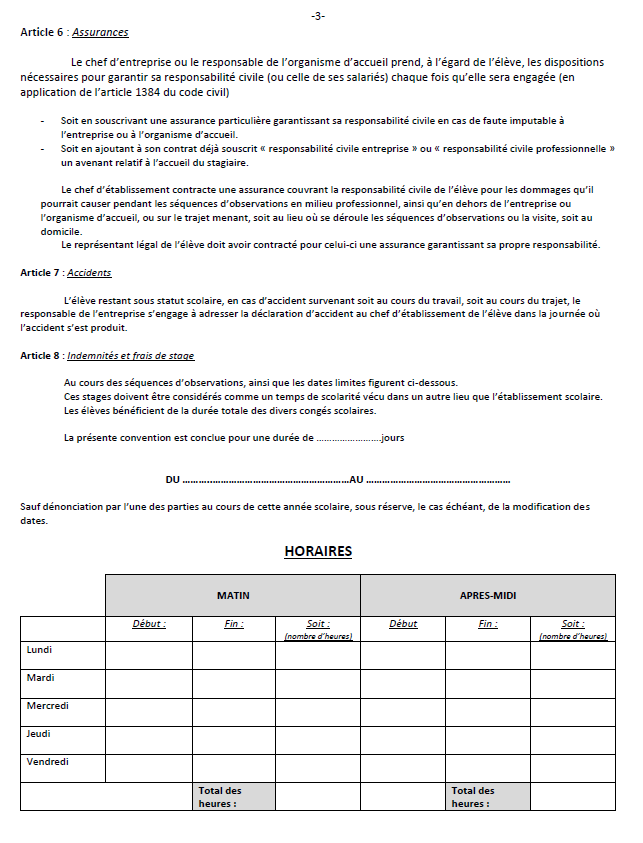 -3-
Article 6 : Assurances
Le chef d'entreprise ou le responsable de l'organisme d'accueil prend, à l'égard de l'élève, les dispositions
nécessaires pour garantir sa responsabilité civile (ou celle de ses salariés) chaque fois qu'elle sera engagée (en
application de l'article 1384 du code civil)
- Soit en souscrivant une assurance particulière garantissant sa responsabilité civile en cas de faute imputable à
l'entreprise ou à l'organisme d'accueil.
- Soit en ajoutant à son contrat déjà souscrit « responsabilité civile entreprise » ou « responsabilité civile professionnelle »
un avenant relatif à l'accueil du stagiaire.
Le chef d'établissement contracte une assurance couvrant la responsabilité civile de l'élève pour les dommages qu'il
pourrait causer pendant les séquences d'observations en milieu professionnel, ainsi qu'en dehors de l'entreprise ou
l'organisme d'accueil, ou sur le trajet menant, soit au lieu où se déroule les séquences d'observations ou la visite, soit au
domicile.
Le représentant légal de l'élève doit avoir contracté pour celui-ci une assurance garantissant sa propre responsabilité.
Article 7 : Accidents
L'élève restant sous statut scolaire, en cas d'accident survenant soit au cours du travail, soit au cours du trajet, le
responsable de l'entreprise s'engage à adresser la déclaration d'accident au chef d'établissement de l'élève dans la journée où
l'accident s'est produit.
Article 8 : Indemnités et frais de stage
Au cours des séquences d'observations, ainsi que les dates limites figurent ci-dessous.
Ces stages doivent être considérés comme un temps de scolarité vécu dans un autre lieu que l'établissement scolaire.
Les élèves bénéficient de la durée totale des divers congés scolaires.
La présente convention est conclue pour une durée de ……………………jours
DU ……………………………………………AU ………………………………………………
Sauf dénonciation par l'une des parties au cours de cette année scolaire, sous réserve, le cas échéant, de la modification des
dates.
HORAIRES
MATIN APRES-MIDI
Début : Fin : Soit : Début Fin : Soit :
(nombre d'heures) (nombre d'heures)
Lundi
Mardi
Mercredi
Jeudi
Vendredi
Total des Total des
heures : heures :